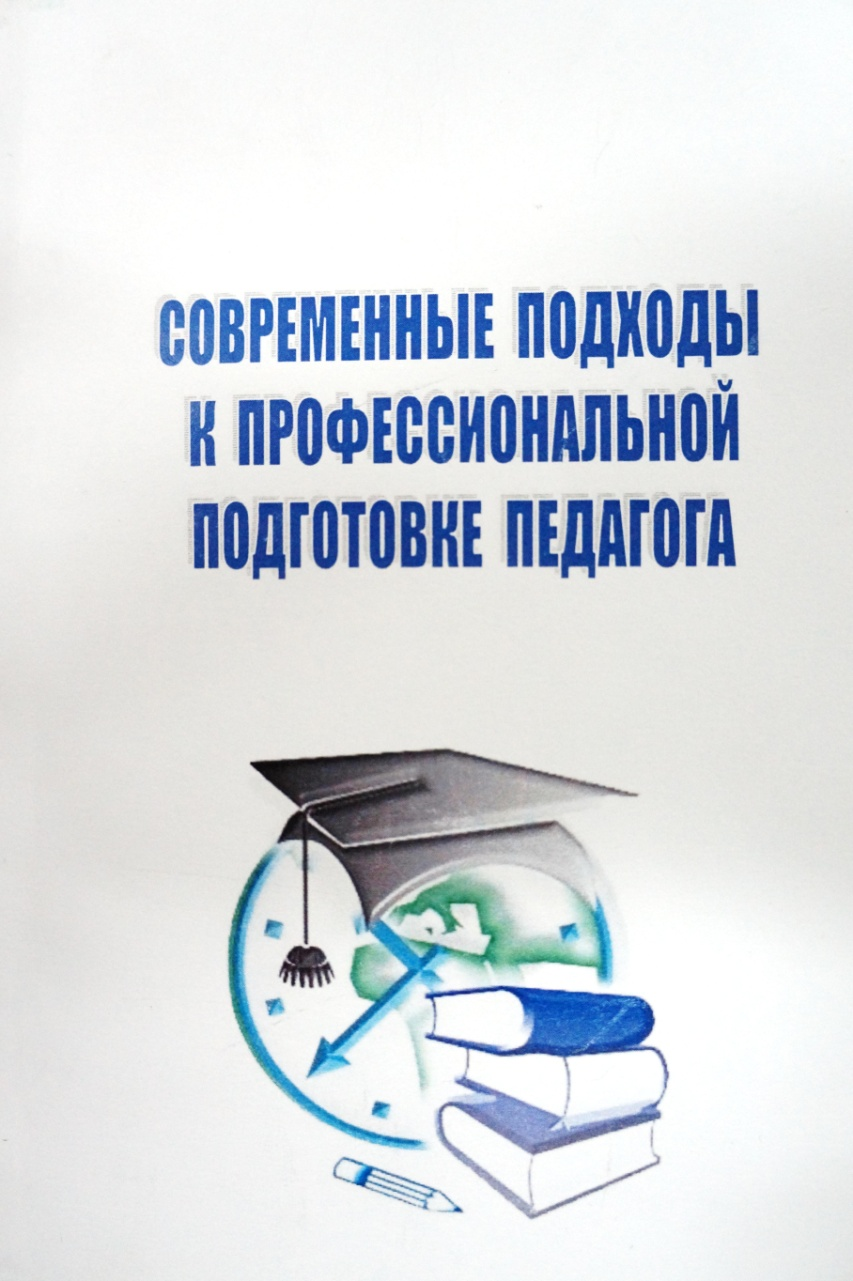 СОВРЕМЕННЫЕ ПОДХОДЫ
К ПРОФЕССИОНАЛЬНОЙ
ПОДГОТОВКЕ ПЕДАГОГА